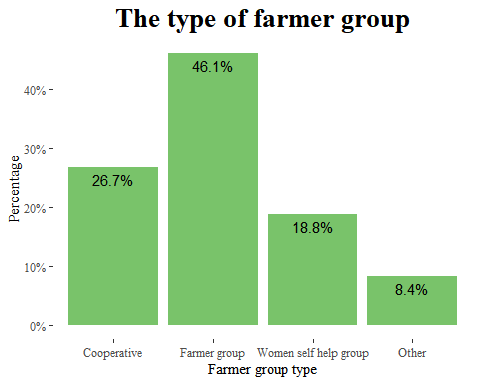 The type of farmer group
Percentage
40%
30%
20%
10%
0%
26.7%
46.1%
18.8%
8.4%
Cooperative
Farmer group
Women self help group
Other
Farmer group type